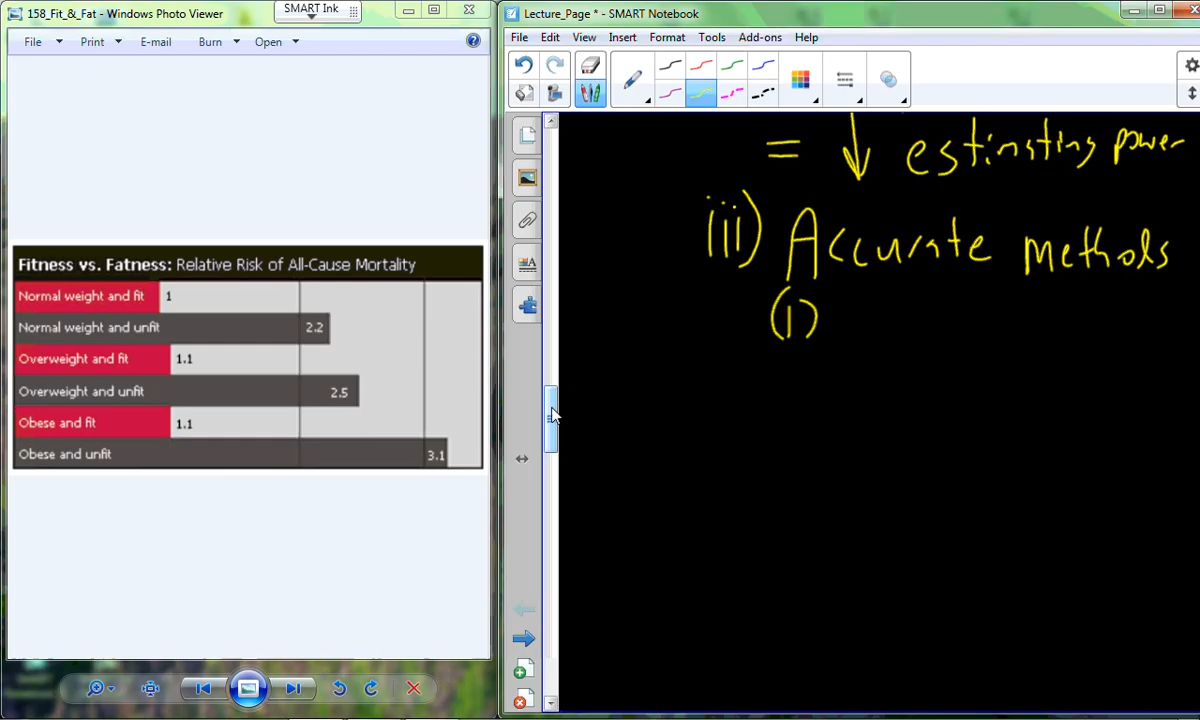 158_Fit_&_Fat - Windows Photo Viewer
SMART Ink
File Print E-mail Burn Open
Fitness vs. Fatness: Relative Risk of All-Cause Mortality
Normal weight and fit 1
Normal weight and unfit 2.2
Overweight and fit 1.1
Overweight and unfit 2.5
Obese and fit 1.1
Obese and unfit 3.1
Lecture_Page * - SMART Notebook
File Edit View Insert Format Tools Add-ons Help
= ↓ estimating power
iii) Accurate methods
(1)